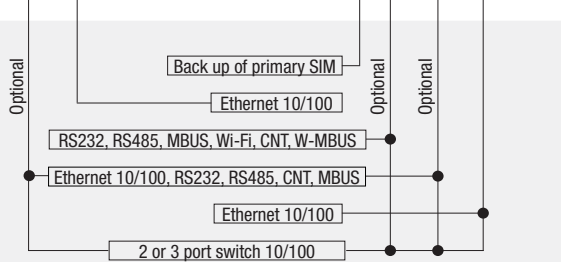 Optional
Back up of primary SIM
Optional
Optional
Ethernet 10/100
RS232, RS485, MBUS, Wi-Fi, CNT, W-MBUS
Ethernet 10/100, RS232, RS485, CNT, MBUS
Ethernet 10/100
2 or 3 port switch 10/100